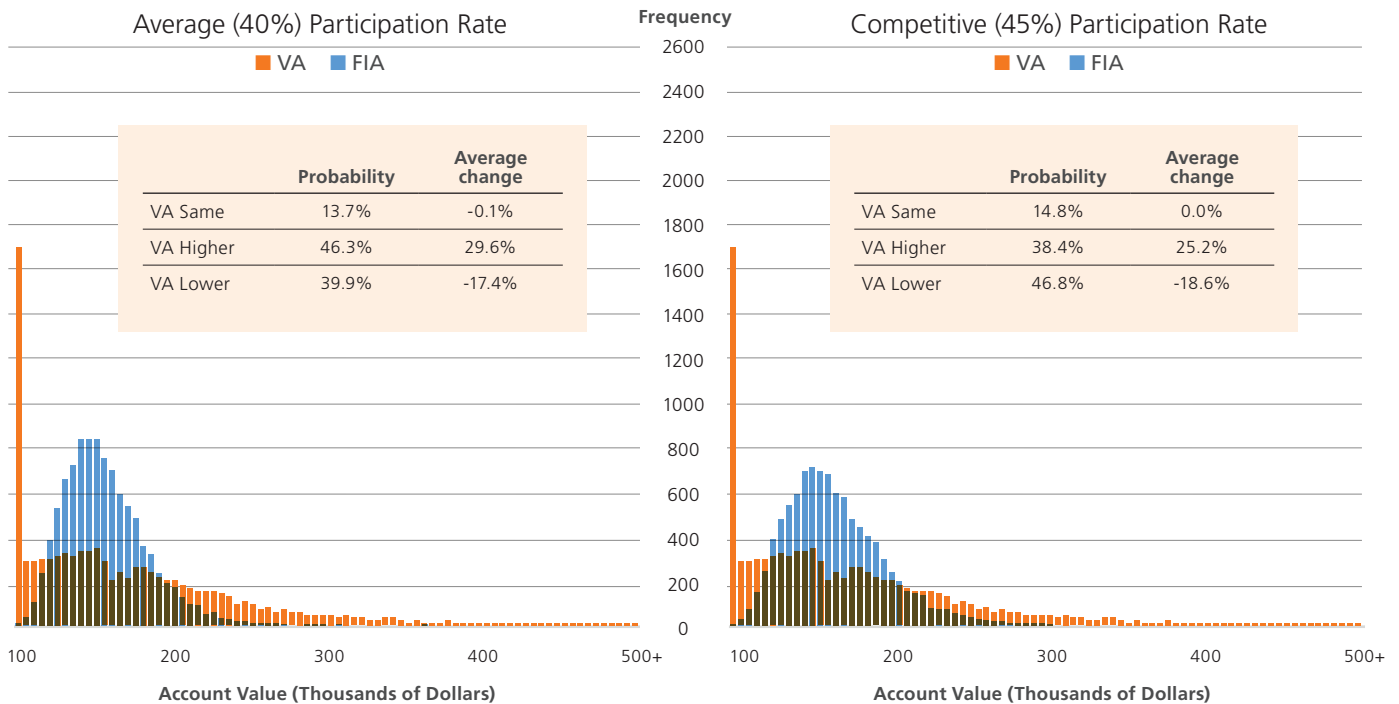 Average (40%) Participation Rate
VA FIA
Probability Average change
VA Same 13.7% -0.1%
VA Higher 46.3% 29.6%
VA Lower 39.9% -17.4%
100 200 300 400 500+
Account Value (Thousands of Dollars)
Frequency
2600
2400
2200
2000
1800
1600
1400
1200
1000
800
600
400
200
0
Competitive (45%) Participation Rate
VA FIA
Probability Average change
VA Same 14.8% 0.0%
VA Higher 38.4% 25.2%
VA Lower 46.8% -18.6%
100 200 300 400 500+
Account Value (Thousands of Dollars)